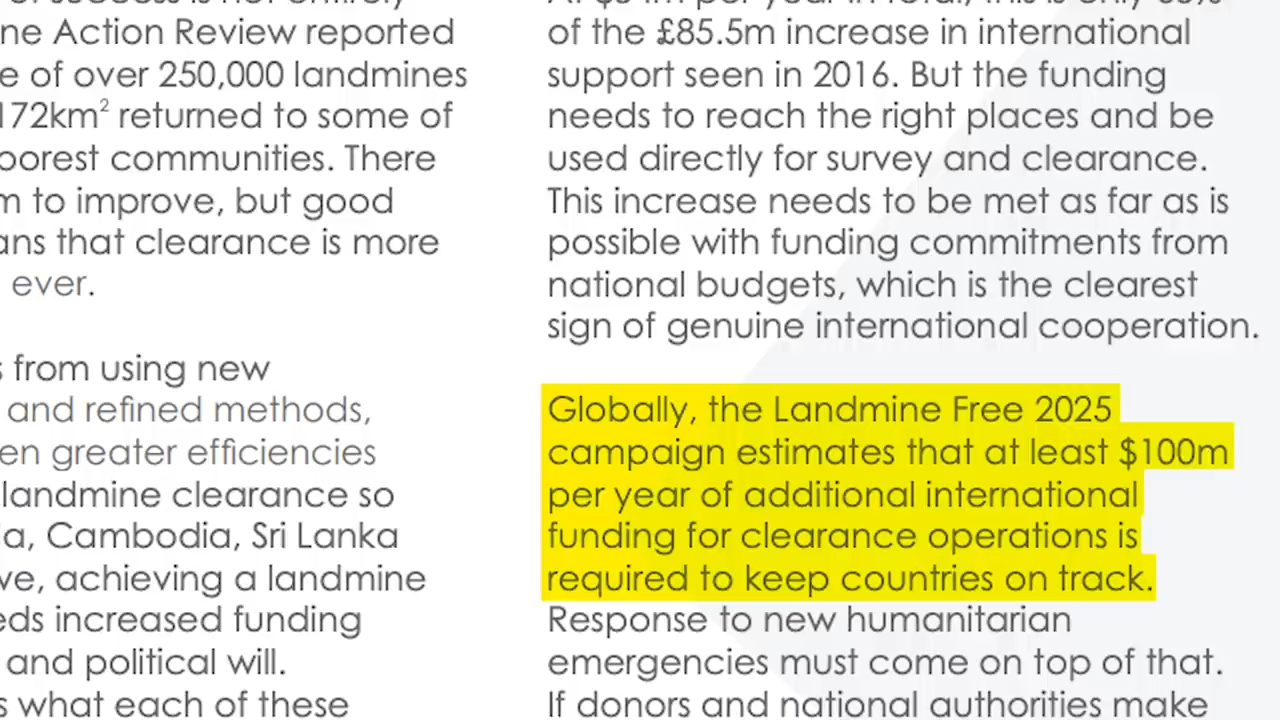 ne Action Review reported
e of over 250,000 landmines
172km² returned to some of
oorest communities. There
m to improve, but good
ans that clearance is more
ever.
s from using new
and refined methods,
en greater efficiencies
landmine clearance so
a, Cambodia, Sri Lanka
ve, achieving a landmine
eds increased funding
and political will.
s what each of these
of the £85.5m increase in international
support seen in 2016. But the funding
needs to reach the right places and be
used directly for survey and clearance.
This increase needs to be met as far as is
possible with funding commitments from
national budgets, which is the clearest
sign of genuine international cooperation.
Globally, the Landmine Free 2025
campaign estimates that at least $100m
per year of additional international
funding for clearance operations is
required to keep countries on track.
Response to new humanitarian
emergencies must come on top of that.
If donors and national authorities make